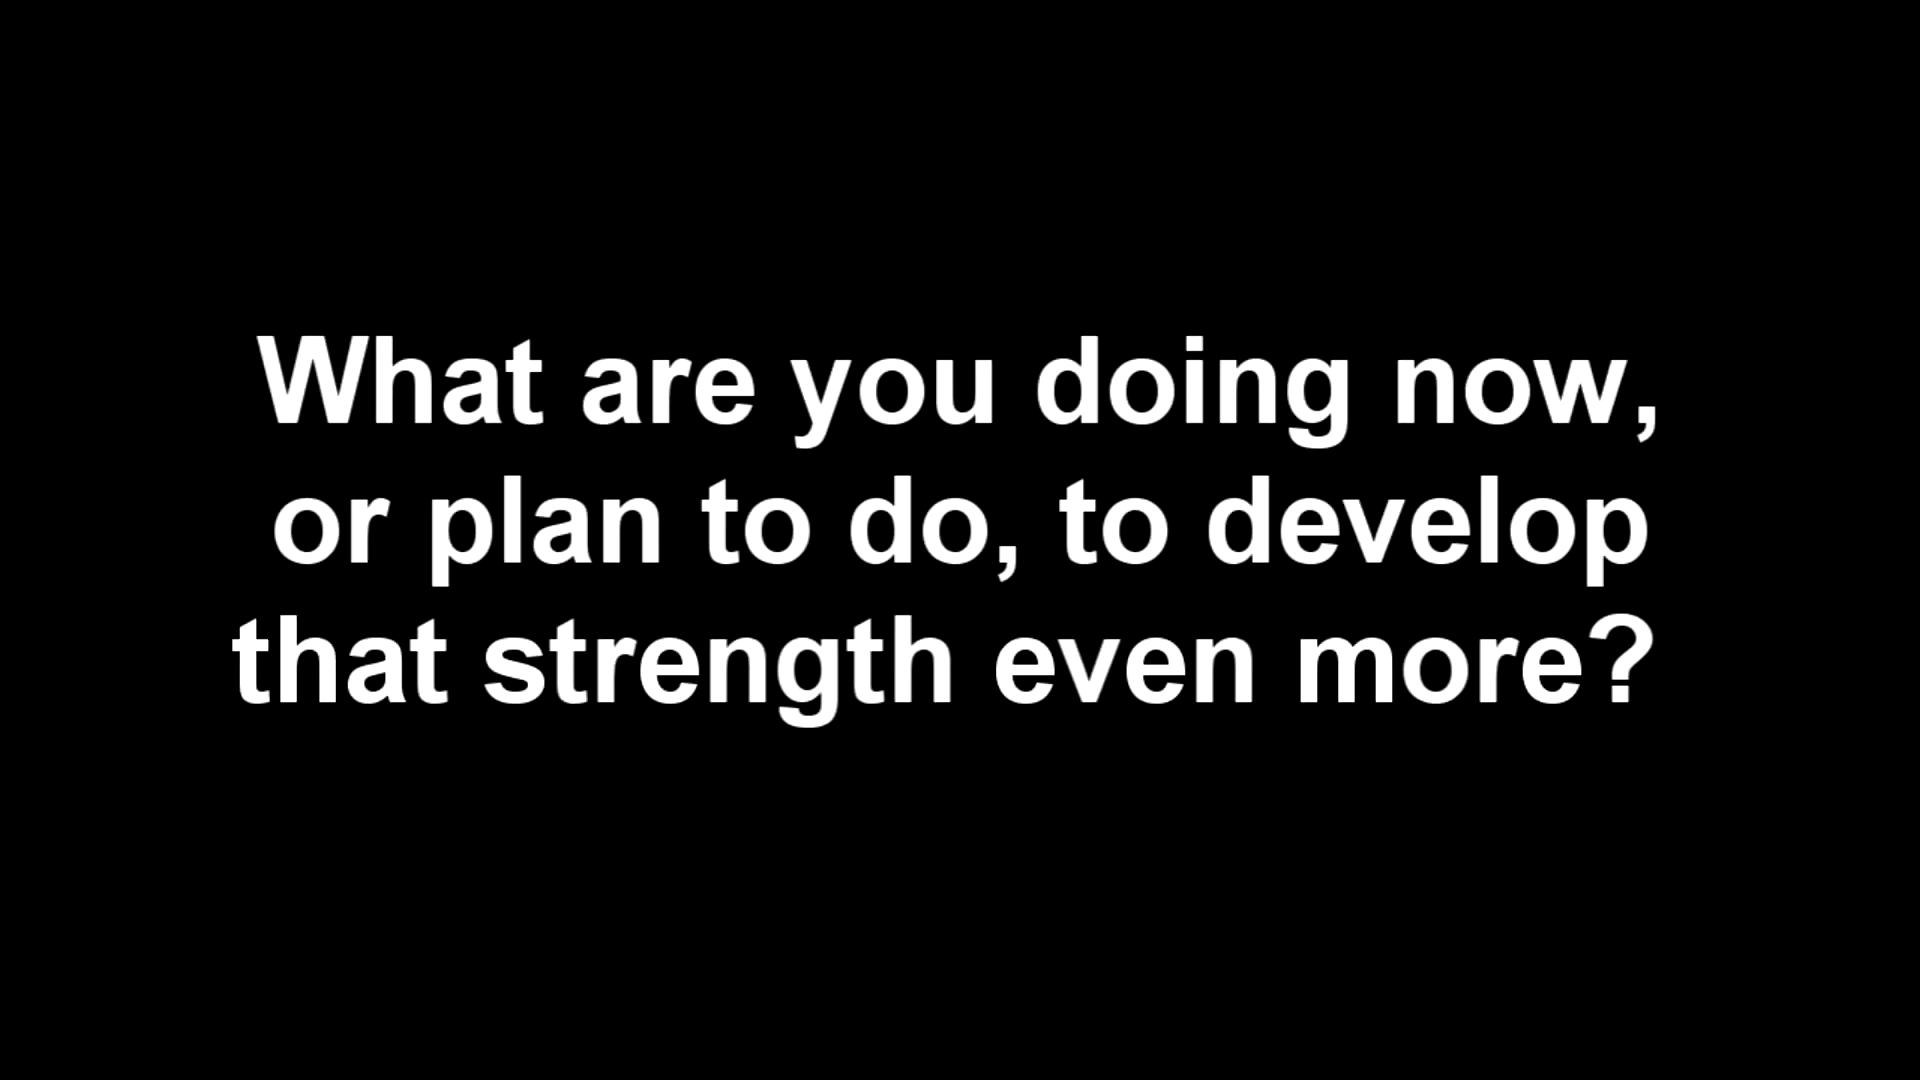 What are you doing now,
or plan to do, to develop
that strength even more?